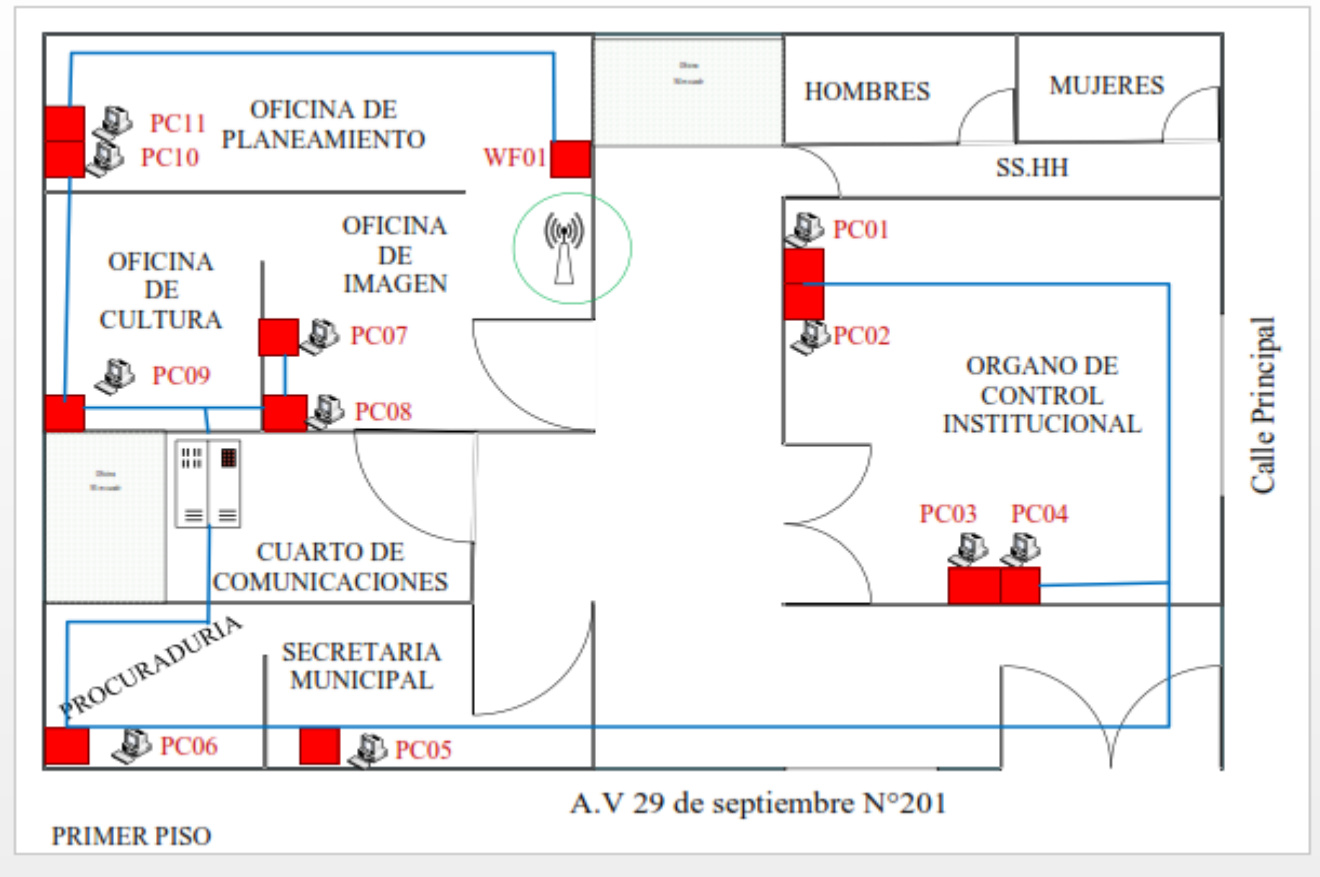 HOMBRES
MUJERES
SS.HH
OFICINA DE
PLANEAMIENTO
PC11
PC10
WF01
OFICINA
DE
IMAGEN
OFICINA
DE
CULTURA
PC07
PC08
PC09
PC01
PC02
ORGANO DE
CONTROL
INSTITUCIONAL
PC03
PC04
Calle Principal
CUARTO DE
COMUNICACIONES
PROCURADURIA
SECRETARIA
MUNICIPAL
PC06
PC05
A.V 29 de septiembre N°201
PRIMER PISO